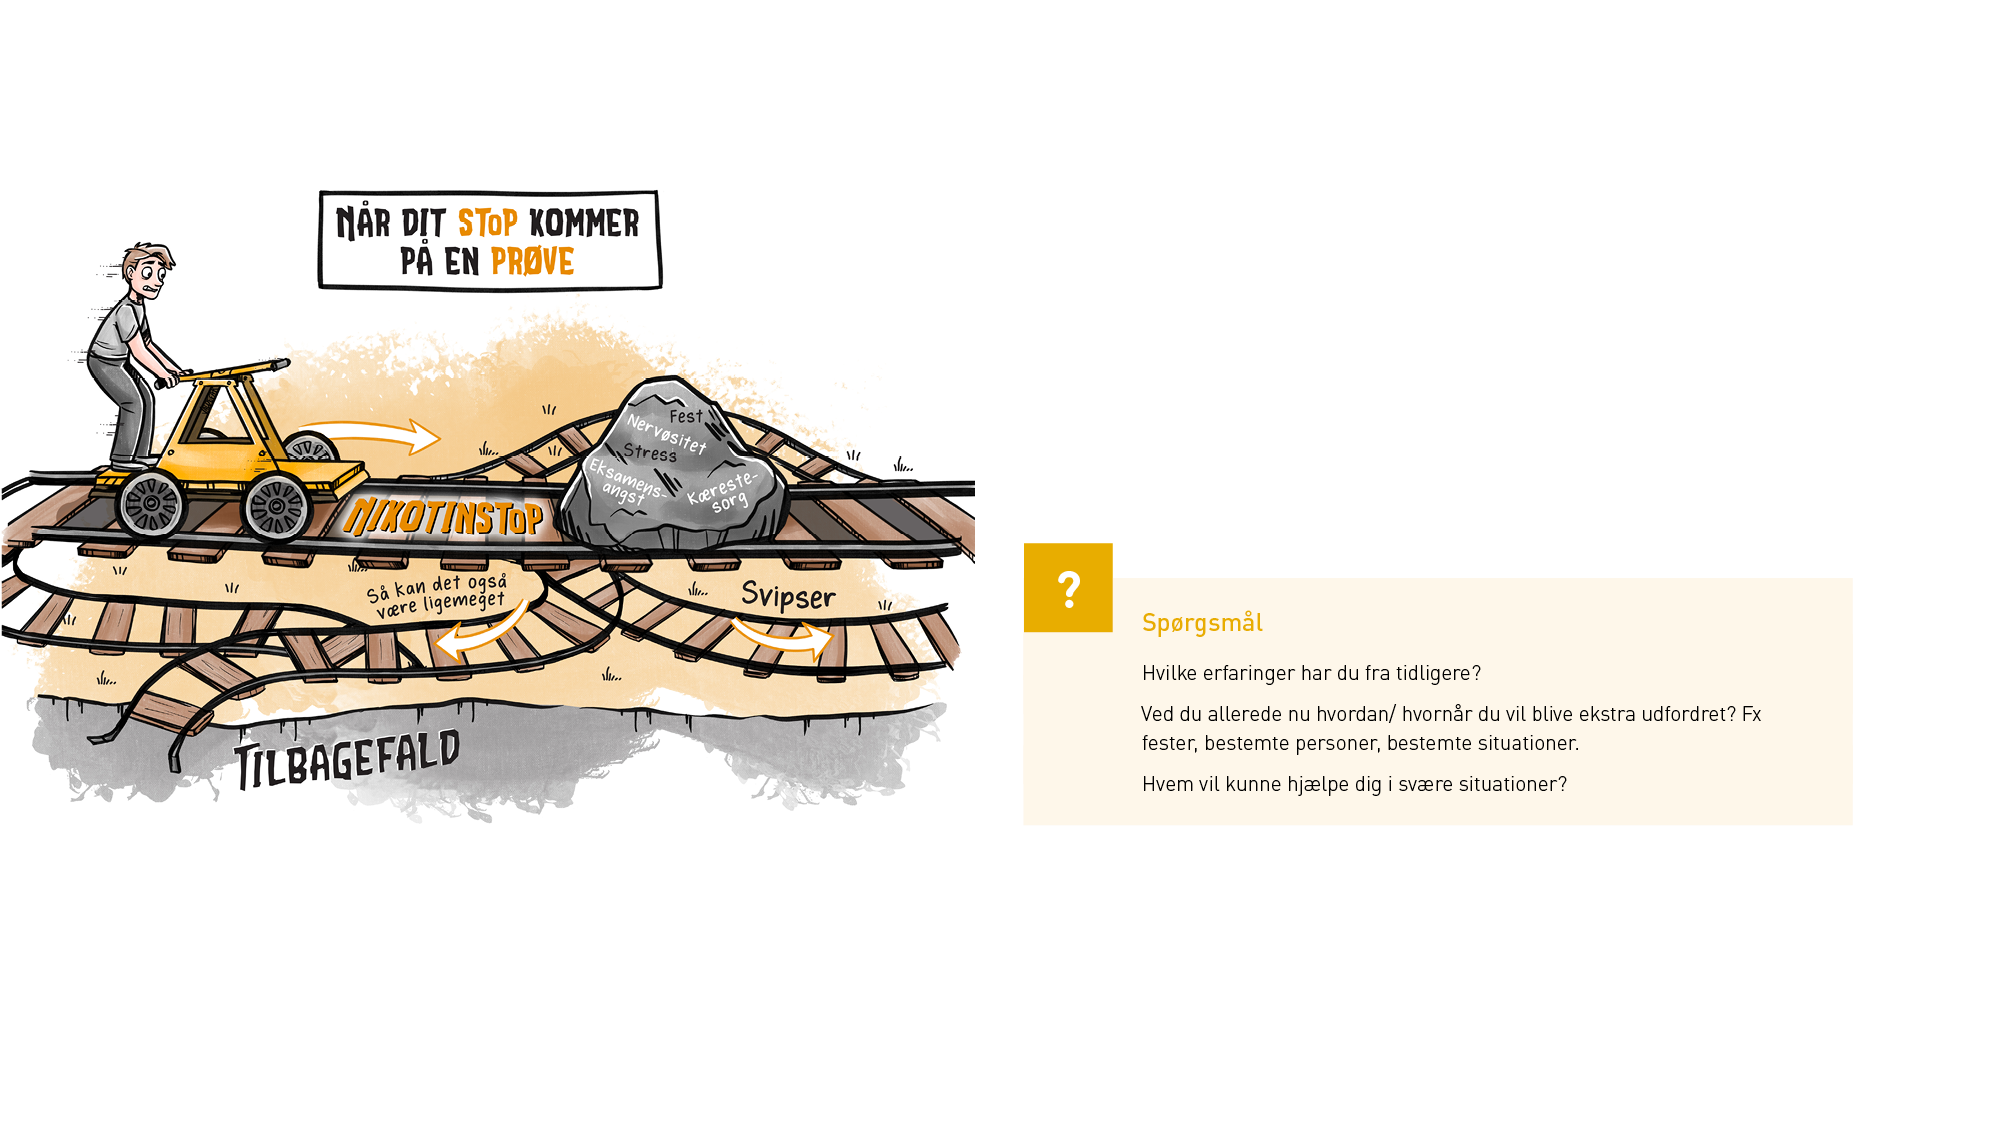 NÅR DIT STOP KOMMER
PÅ EN PRØVE
Fest
Nervøsitet
Stress
Eksamens-
angst
Kæreste-
sorg
NIKOTINSTOP
Så kan det også
være ligemeget
Svipser
TILBAGEFALD
?
Spørgsmål
Hvilke erfaringer har du fra tidligere?
Ved du allerede nu hvordan/ hvornår du vil blive ekstra udfordret? Fx
fester, bestemte personer, bestemte situationer.
Hvem vil kunne hjælpe dig i svære situationer?